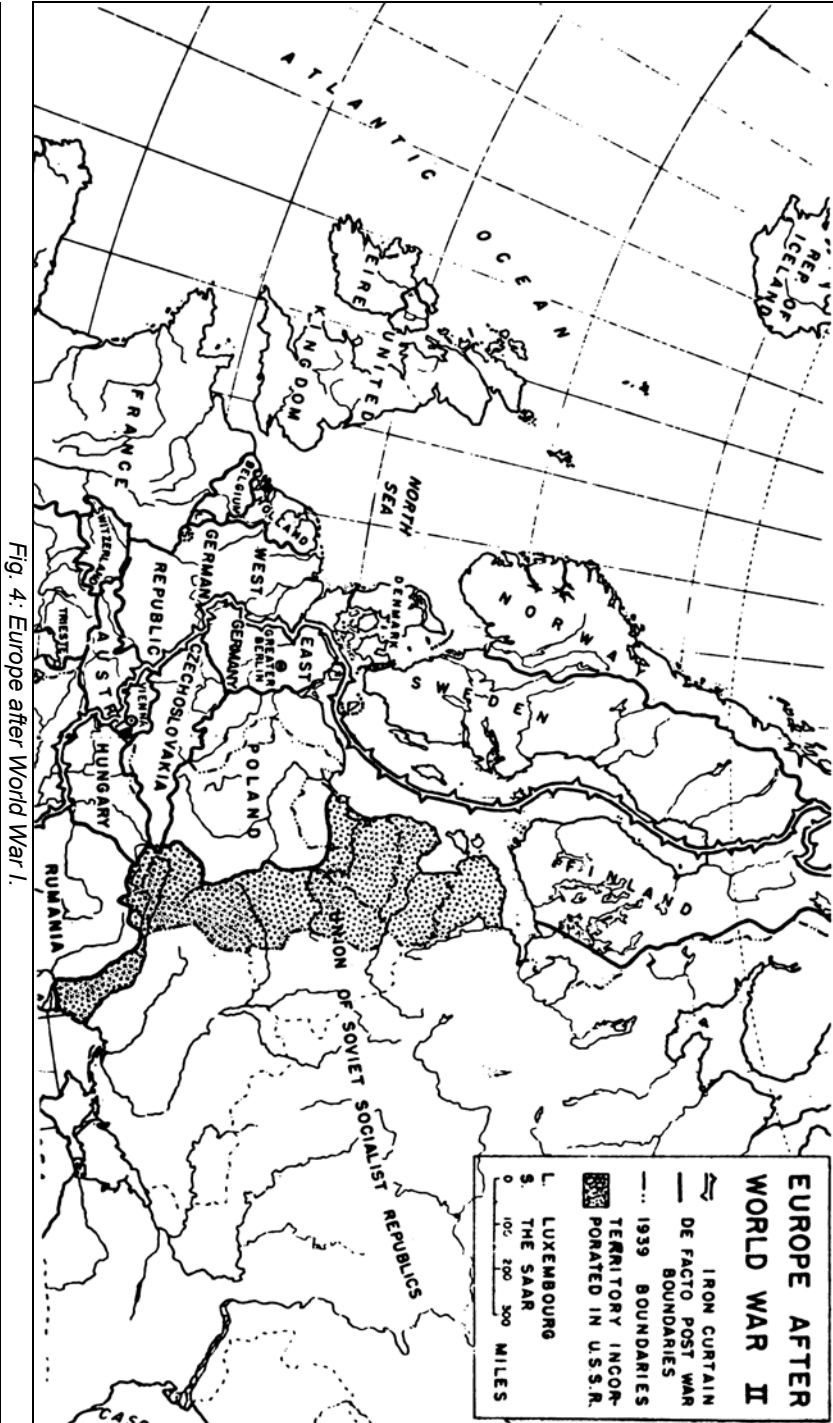 EUROPE AFTER
WORLD WAR II
IRON CURTAIN
DE FACTO POST WAR
BOUNDARIES
1939 BOUNDARIES
TERRITORY INCOR-
PORATED IN U.S.S.R.
L. LUXEMBOURG
S. THE SAAR
0 100 200 300 MILES
REP OF
ICELAND
ATLANTIC OCEAN
NORWA
SWEDEN
FINLAND
NORTH
SEA
DENMARK
EIRE
UNITED
KINGDOM
HOLLAND
BELGIUM
WEST
GERMAN
REPUBLIC
EAST
GERMANY
GREATER
BERLIN
POLAND
UNION OF SOVIET SOCIALIST REPUBLICS
CZECHOSLOVAKIA
FRANCE
SWITZERLAND
AUSTR
VIENNA
HUNGARY
TRIESTE
RUMANIA
CASP
Fig. 4: Europe after World War I.